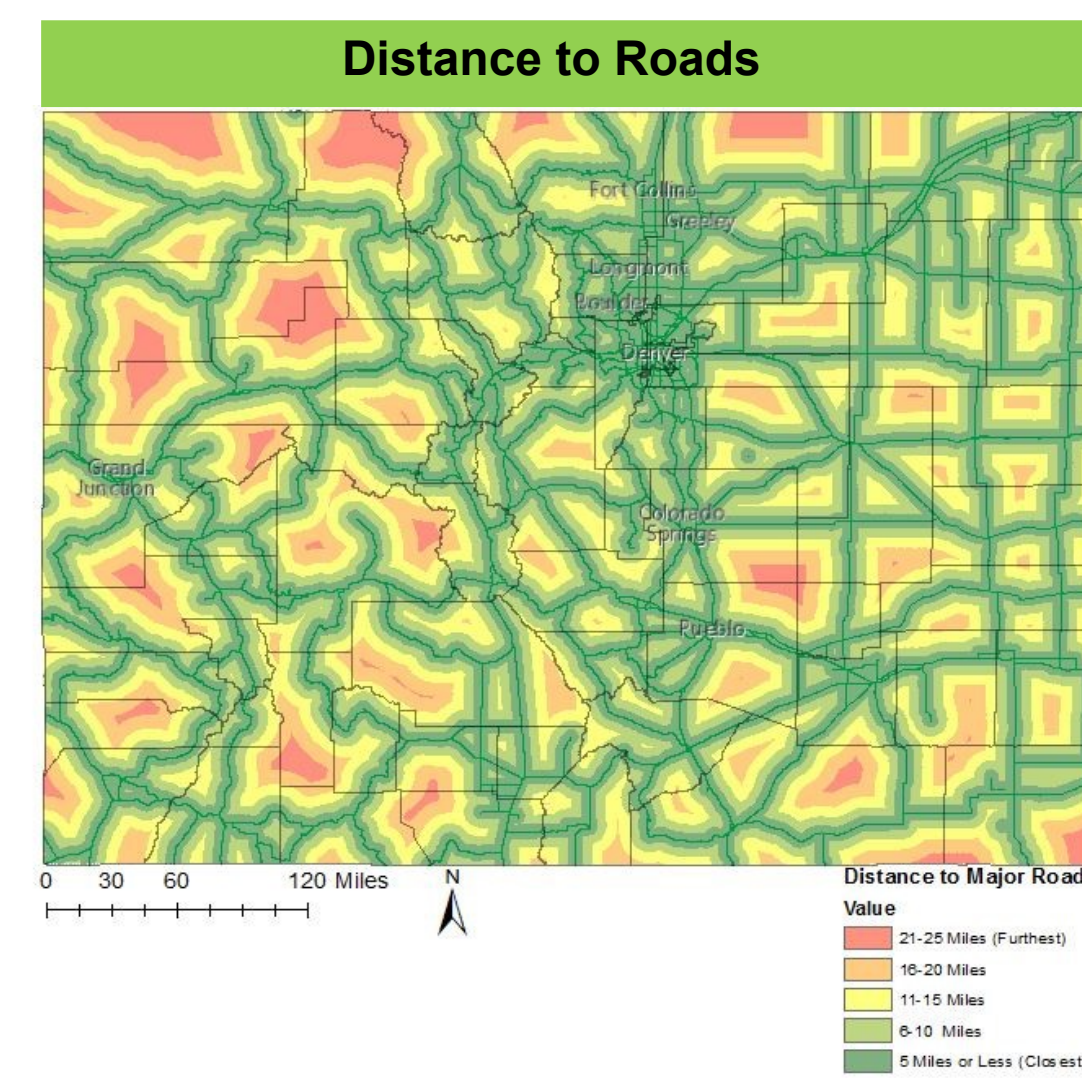 Distance to Roads
Fort Collins
Greeley
Longmont
Boulder
Denver
Grand
Junction
Colorado
Springs
Pueblo
0 30 60 120 Miles
N
Distance to Major Road
Value
21-25 Miles (Furthest)
16-20 Miles
11-15 Miles
6-10 Miles
5 Miles or Less (Closest